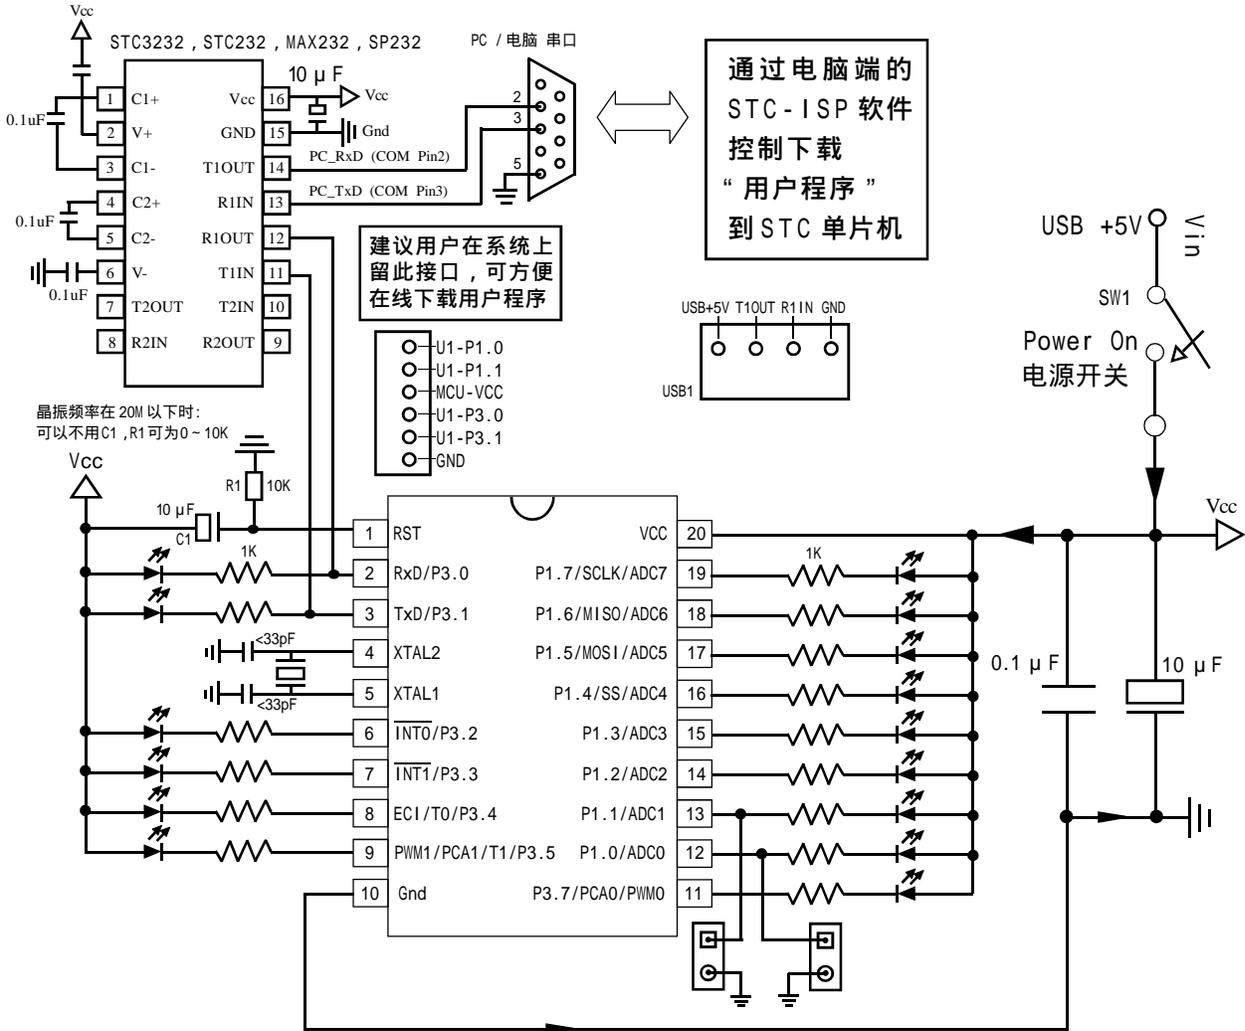 Vcc
STC3232 , STC232 , MAX232 , SP232
PC / 电脑 串口
10 μF
Vcc
Gnd
0.1uF
0.1uF
0.1uF
1 C1+
2 V+
3 C1-
4 C2+
5 C2-
6 V-
7 T2OUT
8 R2IN
Vcc 16
GND 15
T1OUT 14
R1IN 13
R1OUT 12
T1IN 11
T2IN 10
R2OUT 9
PC_RxD (COM Pin2)
PC_TxD (COM Pin3)
2
3
5
通过电脑端的
STC-ISP 软件
控制下载
“用户程序”
到STC 单片机
建议用户在系统上
留此接口，可方便
在线下载用户程序
U1-P1.0
U1-P1.1
MCU-VCC
U1-P3.0
U1-P3.1
GND
USB+5V T1OUT R1IN GND
USB1
USB +5V
Vin
SW1
Power On
电源开关
晶振频率在 20M 以下时:
可以不用C1 ,R1可为0～10K
Vcc
R1 10K
10 μF
C1
1K
<33pF
<33pF
1 RST
2 RxD/P3.0
3 TxD/P3.1
4 XTAL2
5 XTAL1
6 INT0/P3.2
7 INT1/P3.3
8 ECI/T0/P3.4
9 PWM1/PCA1/T1/P3.5
10 Gnd
VCC 20
P1.7/SCLK/ADC7 19
P1.6/MISO/ADC6 18
P1.5/MOSI/ADC5 17
P1.4/SS/ADC4 16
P1.3/ADC3 15
P1.2/ADC2 14
P1.1/ADC1 13
P1.0/ADC0 12
P3.7/PCA0/PWM0 11
1K
Vcc
0.1 μF
10 μF